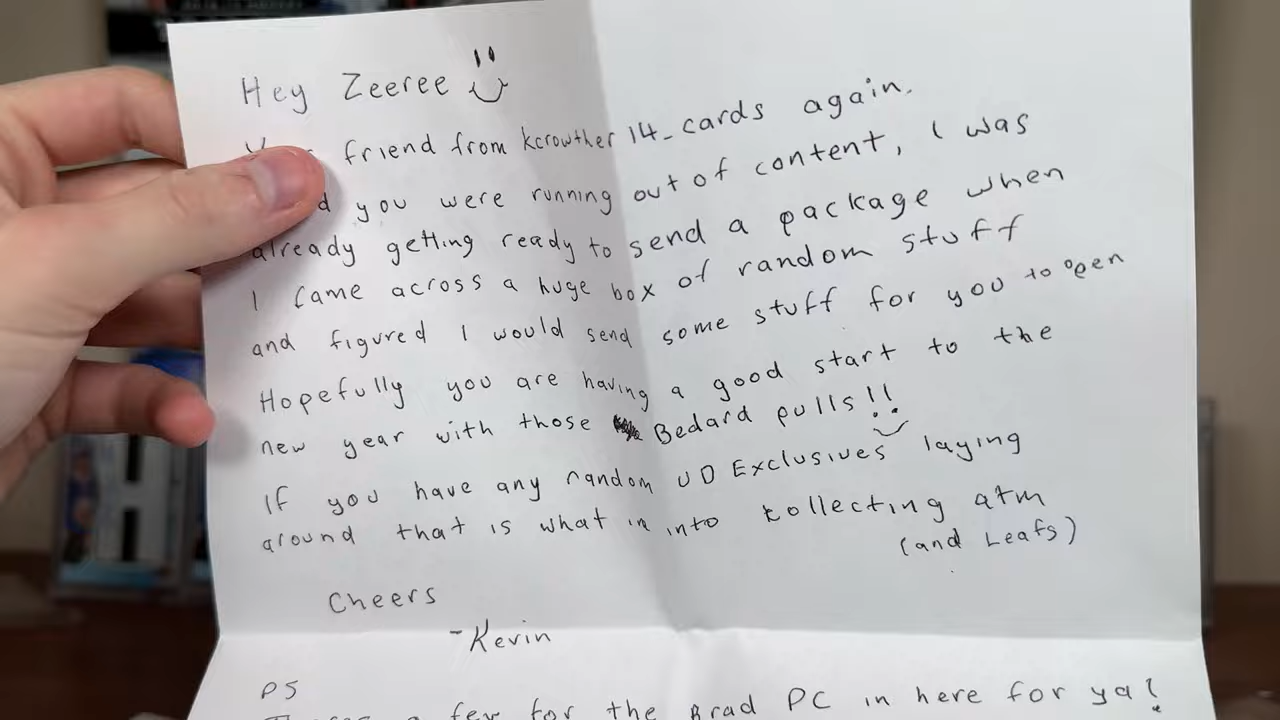 Hey Zeeree
friend from kcrowther14_cards again.
you were running out of content, I was
already getting ready to send a package when
I came across a huge box of random stuff
and figured I would send some stuff for you to open
Hopefully you are having a good start to the
new year with those Bedard pulls!!
If you have any random UD Exclusives laying
around that is what in into collecting atm
(and Leafs)
Cheers
-Kevin
PS
a few for the Brad PC in here for ya!